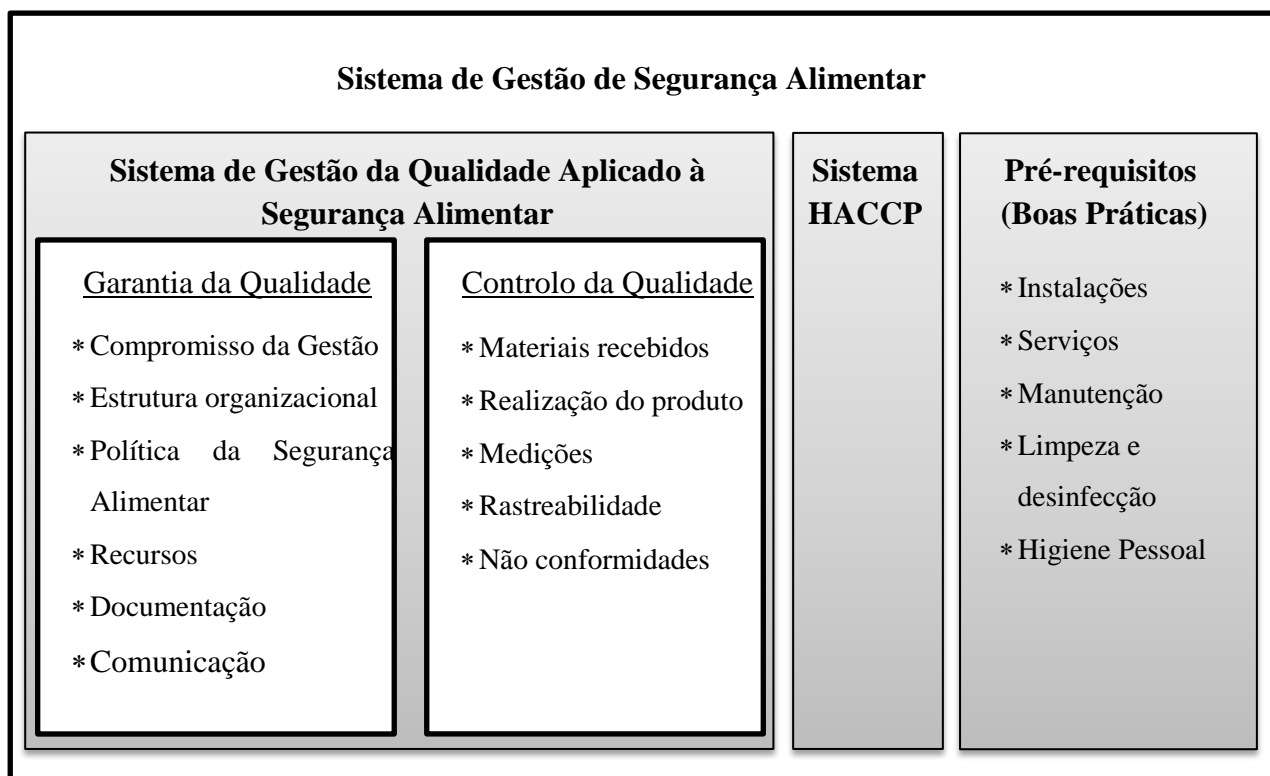 Sistema de Gestão de Segurança Alimentar
Sistema de Gestão da Qualidade Aplicado à
Segurança Alimentar
Garantia da Qualidade
* Compromisso da Gestão
* Estrutura organizacional
* Política da Segurança
Alimentar
* Recursos
* Documentação
* Comunicação
Controlo da Qualidade
* Materiais recebidos
* Realização do produto
* Medições
* Rastreabilidade
* Não conformidades
Sistema
HACCP
Pré-requisitos
(Boas Práticas)
* Instalações
* Serviços
* Manutenção
* Limpeza e
desinfecção
* Higiene Pessoal